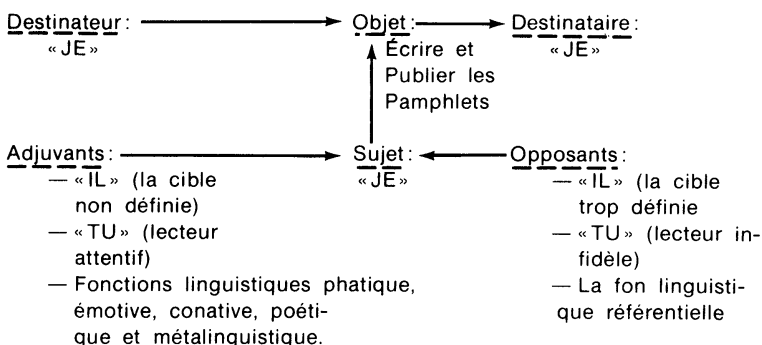 Destinateur: Objet: Destinataire:
«JE» Écrire et «JE»
Publier les
Pamphlets
Adjuvants: Sujet: Opposants:
— «IL» (la cible «JE» — «IL» (la cible
non définie) trop définie
— «TU» (lecteur — «TU» (lecteur in-
attentif) fidèle)
— Fonctions linguistiques phatique, — La fon linguisti-
émotive, conative, poéti- que référentielle
que et métalinguistique.